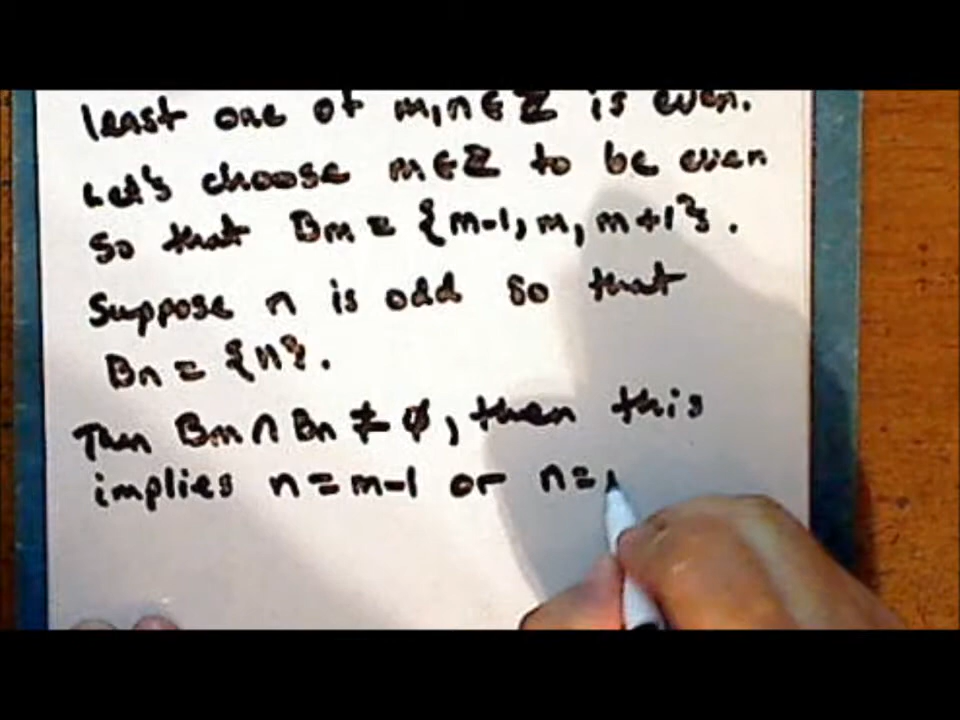 least one of m,n∈ℤ is even.
Let's choose m∈ℤ to be even
so that Bm = {m-1, m, m+1}.
Suppose n is odd so that
Bn = {n}.
Then Bm∩Bn ≠ ∅, then this
implies n=m-1 or n=